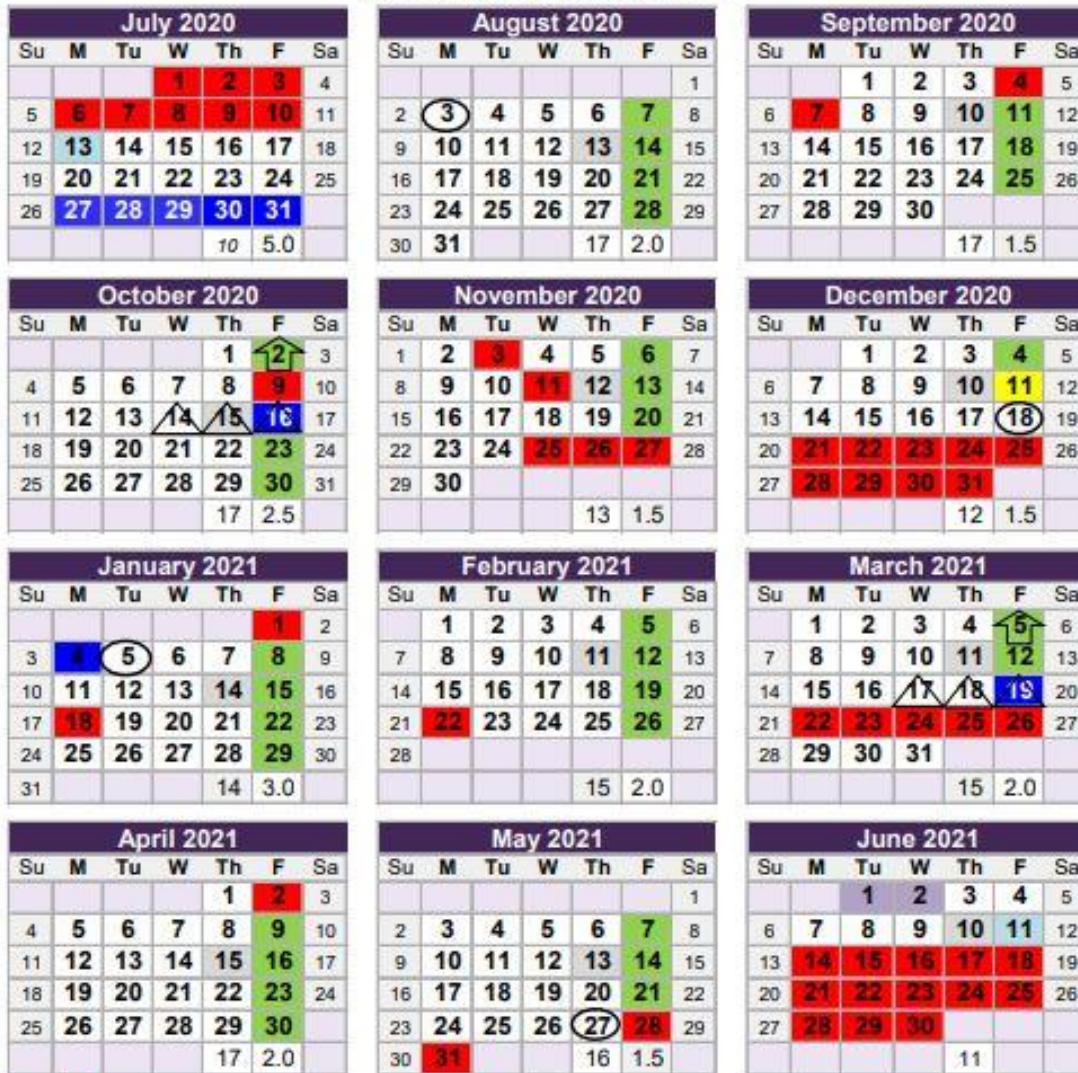 July 2020 August 2020 September 2020
Su M Tu W Th F Sa Su M Tu W Th F Sa Su M Tu W Th F Sa
1 2 3 4 1 1 2 3 4 5
5 6 7 8 9 10 11 2 3 4 5 6 7 8 6 7 8 9 10 11 12
12 13 14 15 16 17 18 9 10 11 12 13 14 15 13 14 15 16 17 18 19
19 20 21 22 23 24 25 16 17 18 19 20 21 22 20 21 22 23 24 25 26
26 27 28 29 30 31 23 24 25 26 27 28 29 27 28 29 30
10 5.0 30 31 17 2.0 17 1.5
October 2020 November 2020 December 2020
Su M Tu W Th F Sa Su M Tu W Th F Sa Su M Tu W Th F Sa
1 2 3 1 2 3 4 5 6 7 1 2 3 4 5
4 5 6 7 8 9 10 8 9 10 11 12 13 14 6 7 8 9 10 11 12
11 12 13 14 15 16 17 15 16 17 18 19 20 21 13 14 15 16 17 18 19
18 19 20 21 22 23 24 22 23 24 25 26 27 28 20 21 22 23 24 25 26
25 26 27 28 29 30 31 29 30 27 28 29 30 31
17 2.5 13 1.5 12 1.5
January 2021 February 2021 March 2021
Su M Tu W Th F Sa Su M Tu W Th F Sa Su M Tu W Th F Sa
1 2 1 2 3 4 5 6 1 2 3 4 5 6
3 4 5 6 7 8 9 7 8 9 10 11 12 13 7 8 9 10 11 12 13
10 11 12 13 14 15 16 14 15 16 17 18 19 20 14 15 16 17 18 19 20
17 18 19 20 21 22 23 21 22 23 24 25 26 27 21 22 23 24 25 26 27
24 25 26 27 28 29 30 28 28 29 30 31
31 14 3.0 15 2.0 15 2.0
April 2021 May 2021 June 2021
Su M Tu W Th F Sa Su M Tu W Th F Sa Su M Tu W Th F Sa
1 2 3 1 1 2 3 4 5
4 5 6 7 8 9 10 2 3 4 5 6 7 8 6 7 8 9 10 11 12
11 12 13 14 15 16 17 9 10 11 12 13 14 15 13 14 15 16 17 18 19
18 19 20 21 22 23 24 16 17 18 19 20 21 22 20 21 22 23 24 25 26
25 26 27 28 29 30 23 24 25 26 27 28 29 27 28 29 30
17 2.0 30 31 16 1.5 11